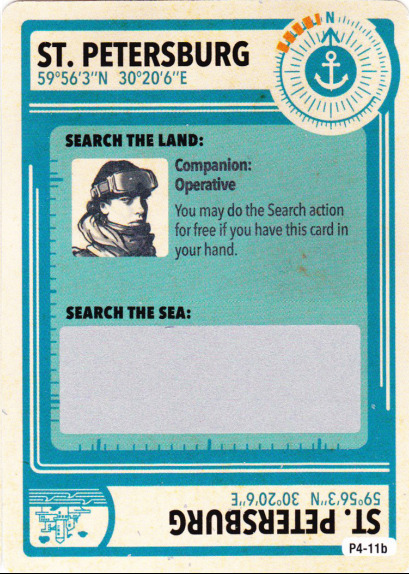 ST. PETERSBURG
59°56'3"N 30°20'6"E
N
SEARCH THE LAND:
Companion:
Operative
You may do the Search action
for free if you have this card in
your hand.
SEARCH THE SEA:
59°56'3"N 30°20'6"E
ST. PETERSBURG
P4-11b